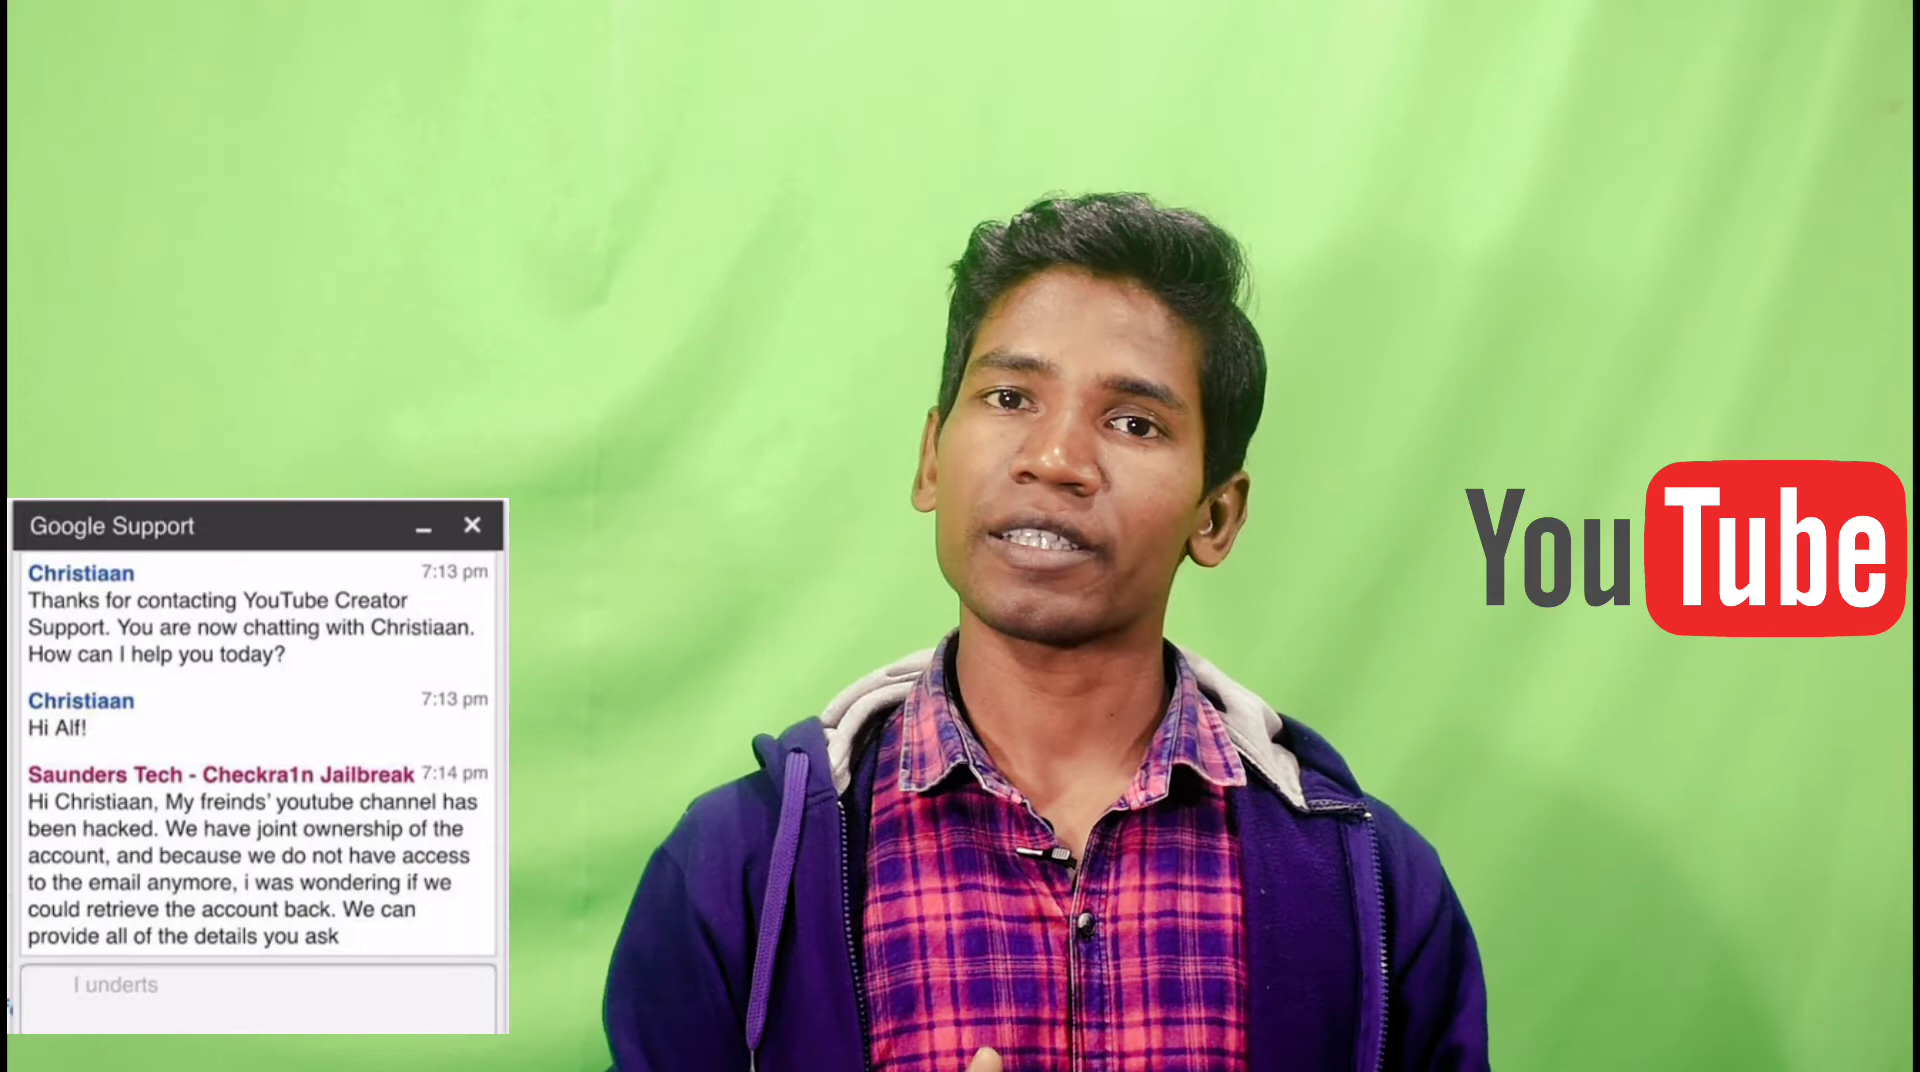 Google Support
Christiaan 7:13 pm
Thanks for contacting YouTube Creator
Support. You are now chatting with Christiaan.
How can I help you today?
Christiaan 7:13 pm
Hi Alf!
Saunders Tech - Checkra1n Jailbreak 7:14 pm
Hi Christiaan, My freinds’ youtube channel has
been hacked. We have joint ownership of the
account, and because we do not have access
to the email anymore, i was wondering if we
could retrieve the account back. We can
provide all of the details you ask
I underts
YouTube